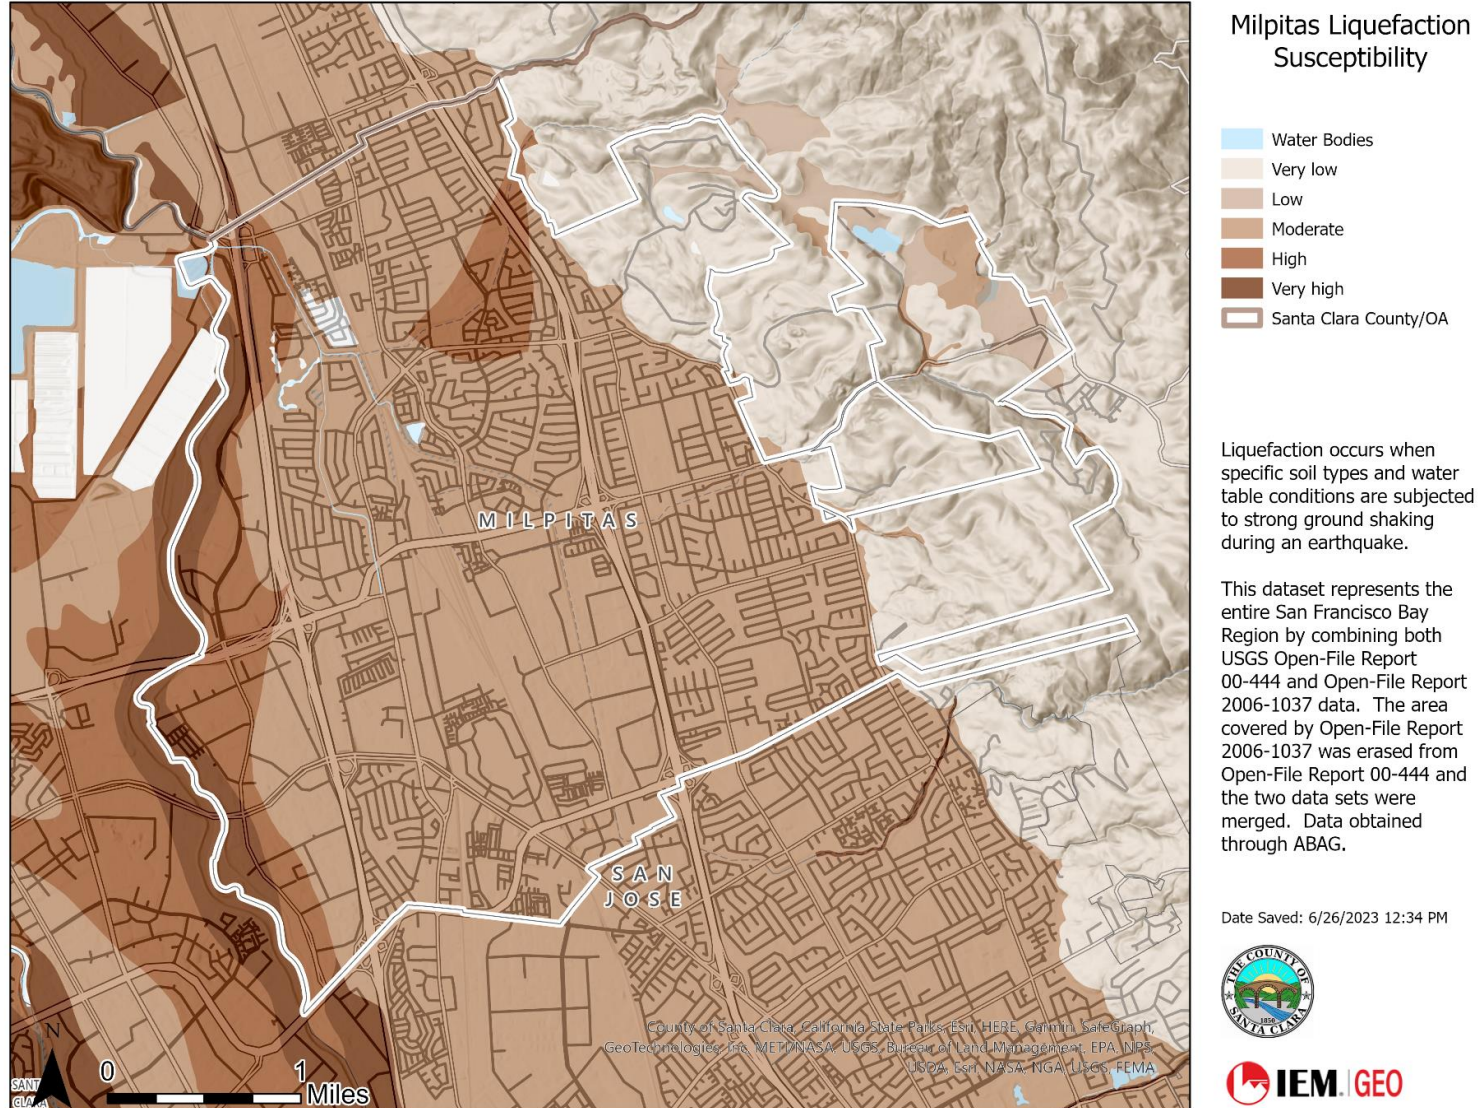 Milpitas Liquefaction
Susceptibility
Water Bodies
Very low
Low
Moderate
High
Very high
Santa Clara County/OA
Liquefaction occurs when
specific soil types and water
table conditions are subjected
to strong ground shaking
during an earthquake.
This dataset represents the
entire San Francisco Bay
Region by combining both
USGS Open-File Report
00-444 and Open-File Report
2006-1037 data. The area
covered by Open-File Report
2006-1037 was erased from
Open-File Report 00-444 and
the two data sets were
merged. Data obtained
through ABAG.
Date Saved: 6/26/2023 12:34 PM
THE COUNTY OF
1850
SANTA CLARA
IEM. GEO
MILPITAS
SAN
JOSE
County of Santa Clara, California State Parks, Esri, HERE, Garmin, SafeGraph,
GeoTechnologies, Inc, METI/NASA, USGS, Bureau of Land Management, EPA, NPS,
USDA, Esri, NASA, NGA, USGS, FEMA
N
SANTA
CLARA
0 1
Miles